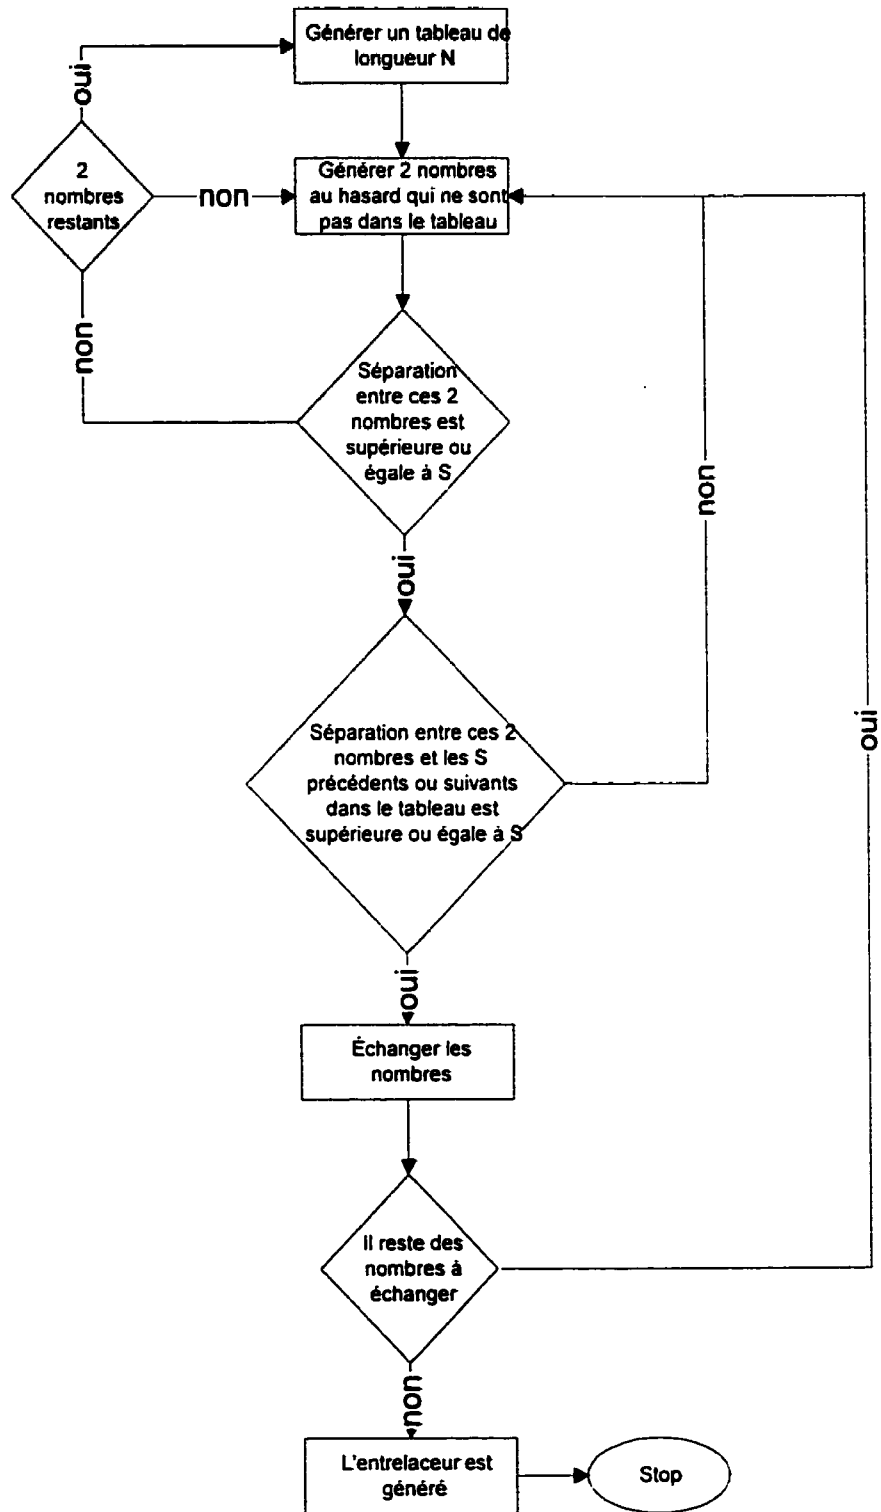 Générer un tableau de
longueur N
oui
2
nombres
restants
non
Générer 2 nombres
au hasard qui ne sont
pas dans le tableau
non
Séparation
entre ces 2
nombres est
supérieure ou
égale à S
non
oui
Séparation entre ces 2
nombres et les S
précédents ou suivants
dans le tableau est
supérieure ou égale à S
oui
oui
Échanger les
nombres
Il reste des
nombres à
échanger
non
L'entrelaceur est
généré
Stop